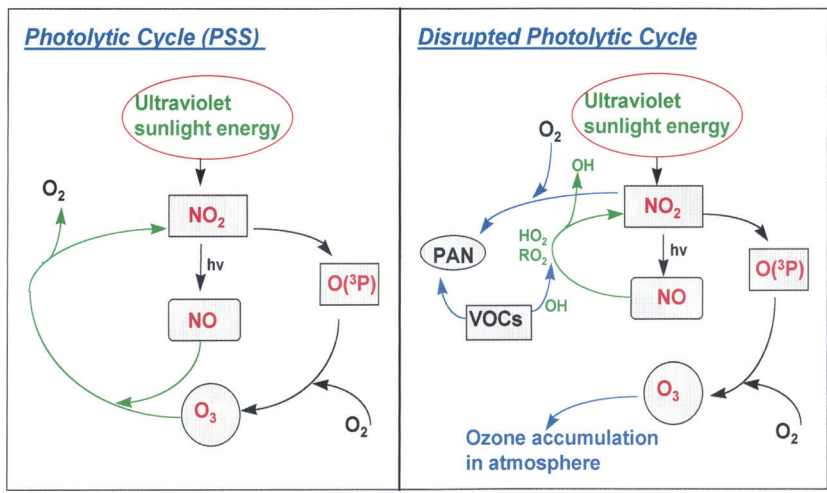 Photolytic Cycle (PSS)
Ultraviolet
sunlight energy
O₂
NO₂
hν
O(³P)
NO
O₃
O₂
Disrupted Photolytic Cycle
Ultraviolet
sunlight energy
O₂
OH
NO₂
HO₂
RO₂
PAN
hν
O(³P)
VOCs
OH
NO
O₃
O₂
Ozone accumulation
in atmosphere